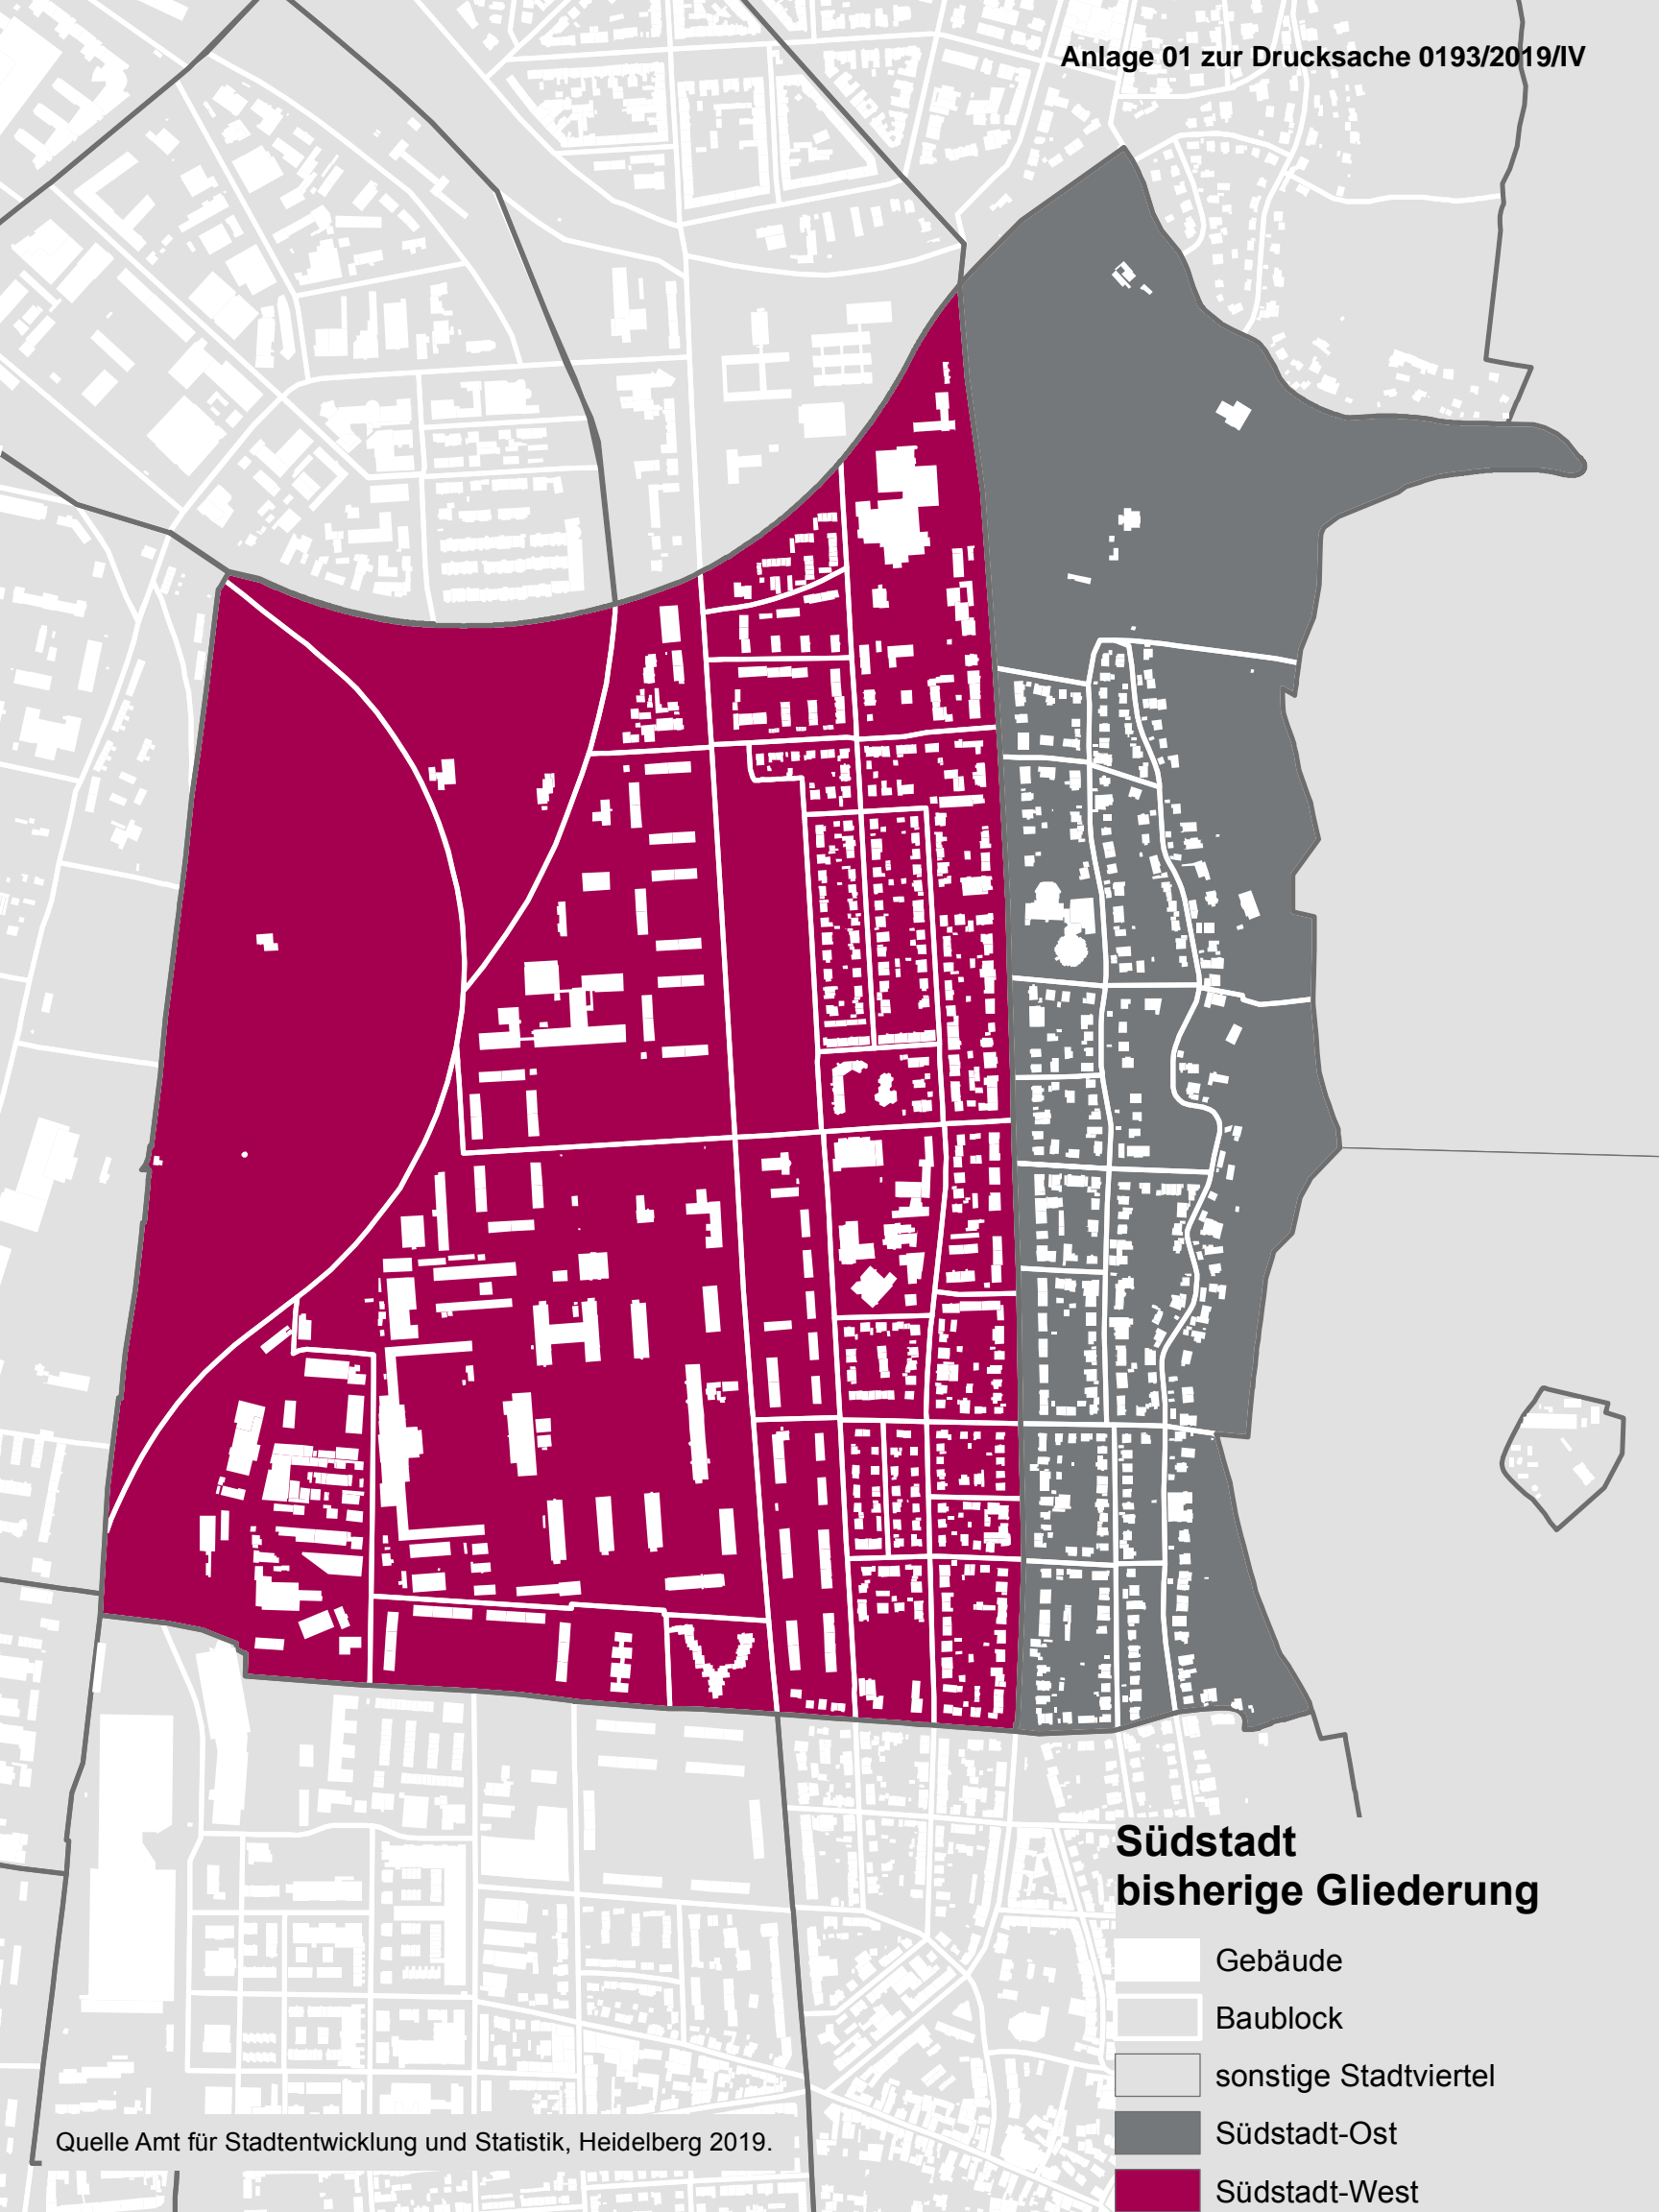 Anlage 01 zur Drucksache 0193/2019/IV
Südstadt
bisherige Gliederung
Gebäude
Baublock
sonstige Stadtviertel
Südstadt-Ost
Südstadt-West
Quelle Amt für Stadtentwicklung und Statistik, Heidelberg 2019.